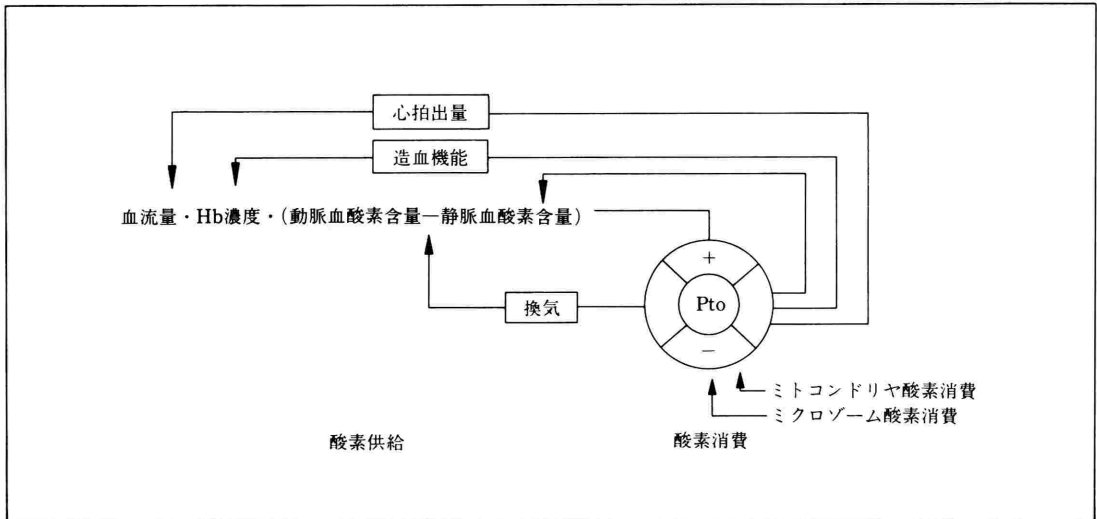 心拍出量
造血機能
血流量・Hb濃度・(動脈血酸素含量—静脈血酸素含量)
+
Pto
換気
−
ミトコンドリヤ酸素消費
ミクロゾーム酸素消費
酸素供給
酸素消費